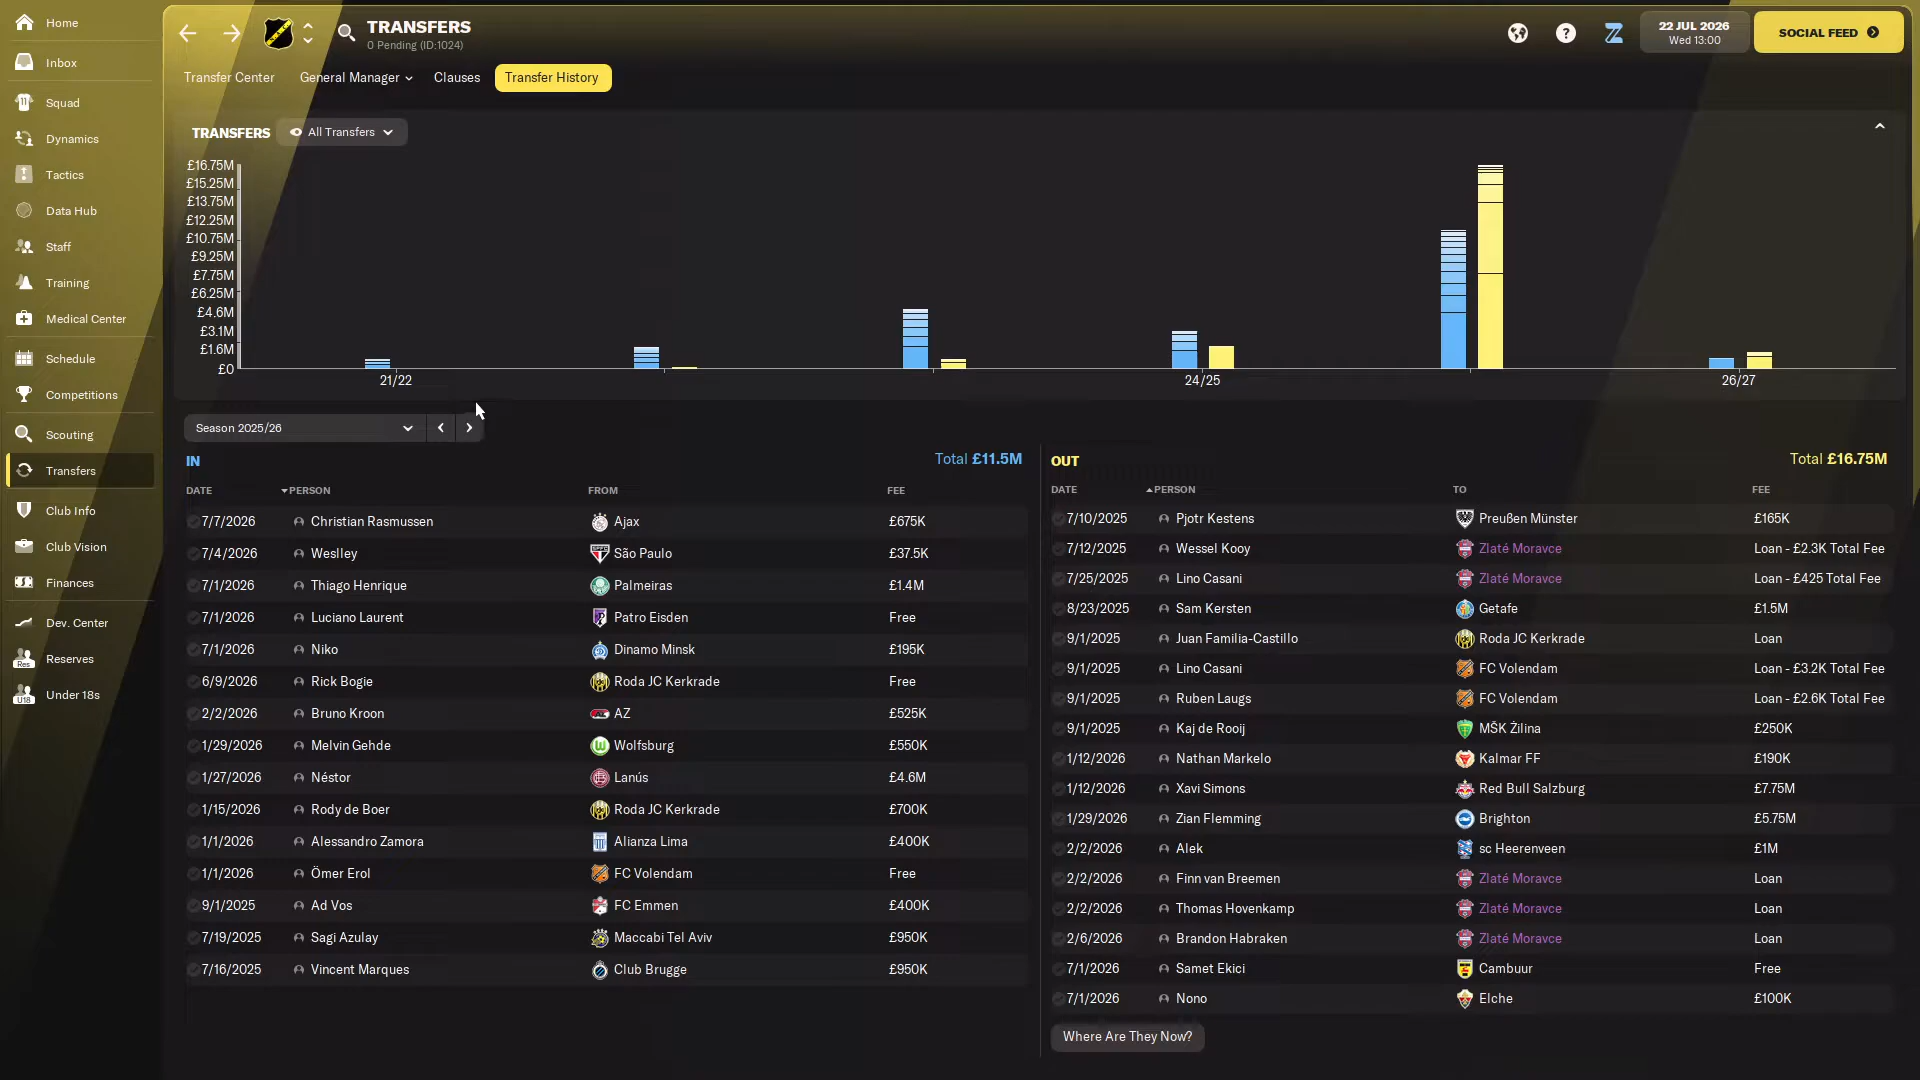 Home
Inbox
Squad
Dynamics
Tactics
Data Hub
Staff
Training
Medical Center
Schedule
Competitions
Scouting
Transfers
Club Info
Club Vision
Finances
Dev. Center
Res
Reserves
U18
Under 18s
TRANSFERS
0 Pending (ID:1024)
22 JUL 2026
Wed 13:00
SOCIAL FEED
Transfer Center
General Manager
Clauses
Transfer History
TRANSFERS
All Transfers
£16.75M
£15.25M
£13.75M
£12.25M
£10.75M
£9.25M
£7.75M
£6.25M
£4.6M
£3.1M
£1.6M
£0
21/22
24/25
26/27
Season 2025/26
IN
Total £11.5M
DATE PERSON FROM FEE
7/7/2026 Christian Rasmussen Ajax £675K
7/4/2026 Weslley São Paulo £37.5K
7/1/2026 Thiago Henrique Palmeiras £1.4M
7/1/2026 Luciano Laurent Patro Eisden Free
7/1/2026 Niko Dinamo Minsk £195K
6/9/2026 Rick Bogie Roda JC Kerkrade Free
2/2/2026 Bruno Kroon AZ £525K
1/29/2026 Melvin Gehde Wolfsburg £550K
1/27/2026 Néstor Lanús £4.6M
1/15/2026 Rody de Boer Roda JC Kerkrade £700K
1/1/2026 Alessandro Zamora Alianza Lima £400K
1/1/2026 Ömer Erol FC Volendam Free
9/1/2025 Ad Vos FC Emmen £400K
7/19/2025 Sagi Azulay Maccabi Tel Aviv £950K
7/16/2025 Vincent Marques Club Brugge £950K
OUT
Total £16.75M
DATE PERSON TO FEE
7/10/2025 Pjotr Kestens Preußen Münster £165K
7/12/2025 Wessel Kooy Zlaté Moravce Loan - £2.3K Total Fee
7/25/2025 Lino Casani Zlaté Moravce Loan - £425 Total Fee
8/23/2025 Sam Kersten Getafe £1.5M
9/1/2025 Juan Familia-Castillo Roda JC Kerkrade Loan
9/1/2025 Lino Casani FC Volendam Loan - £3.2K Total Fee
9/1/2025 Ruben Laugs FC Volendam Loan - £2.6K Total Fee
9/1/2025 Kaj de Rooij MŠK Žilina £250K
1/12/2026 Nathan Markelo Kalmar FF £190K
1/12/2026 Xavi Simons Red Bull Salzburg £7.75M
1/29/2026 Zian Flemming Brighton £5.75M
2/2/2026 Alek sc Heerenveen £1M
2/2/2026 Finn van Breemen Zlaté Moravce Loan
2/2/2026 Thomas Hovenkamp Zlaté Moravce Loan
2/6/2026 Brandon Habraken Zlaté Moravce Loan
7/1/2026 Samet Ekici Cambuur Free
7/1/2026 Nono Elche £100K
Where Are They Now?